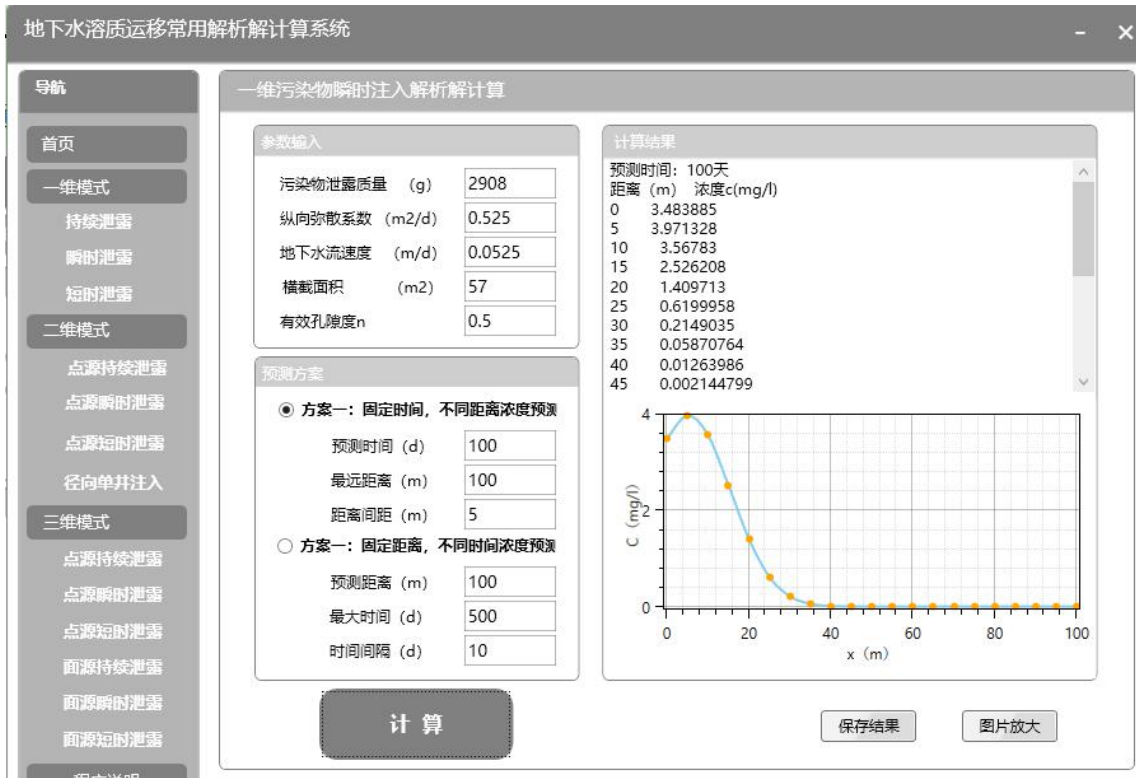 地下水溶质运移常用解析解计算系统
导航
首页
一维模式
持续泄露
瞬时泄露
短时泄露
二维模式
点源持续泄露
点源瞬时泄露
点源短时泄露
径向单井注入
三维模式
点源持续泄露
点源瞬时泄露
点源短时泄露
面源持续泄露
面源瞬时泄露
面源短时泄露
一维污染物瞬时注入解析解计算
参数输入
污染物泄露质量 (g) 2908
纵向弥散系数 (m2/d) 0.525
地下水流速度 (m/d) 0.0525
横截面积 (m2) 57
有效孔隙度n 0.5
预测方案
方案一：固定时间，不同距离浓度预测
预测时间 (d) 100
最远距离 (m) 100
距离间距 (m) 5
方案一：固定距离，不同时间浓度预测
预测距离 (m) 100
最大时间 (d) 500
时间间隔 (d) 10
计 算
计算结果
预测时间：100天
距离 (m) 浓度c(mg/l)
0 3.483885
5 3.971328
10 3.56783
15 2.526208
20 1.409713
25 0.6199958
30 0.2149035
35 0.05870764
40 0.01263986
45 0.002144799
4
2
0
C (mg/l)
0 20 40 60 80 100
x (m)
保存结果
图片放大